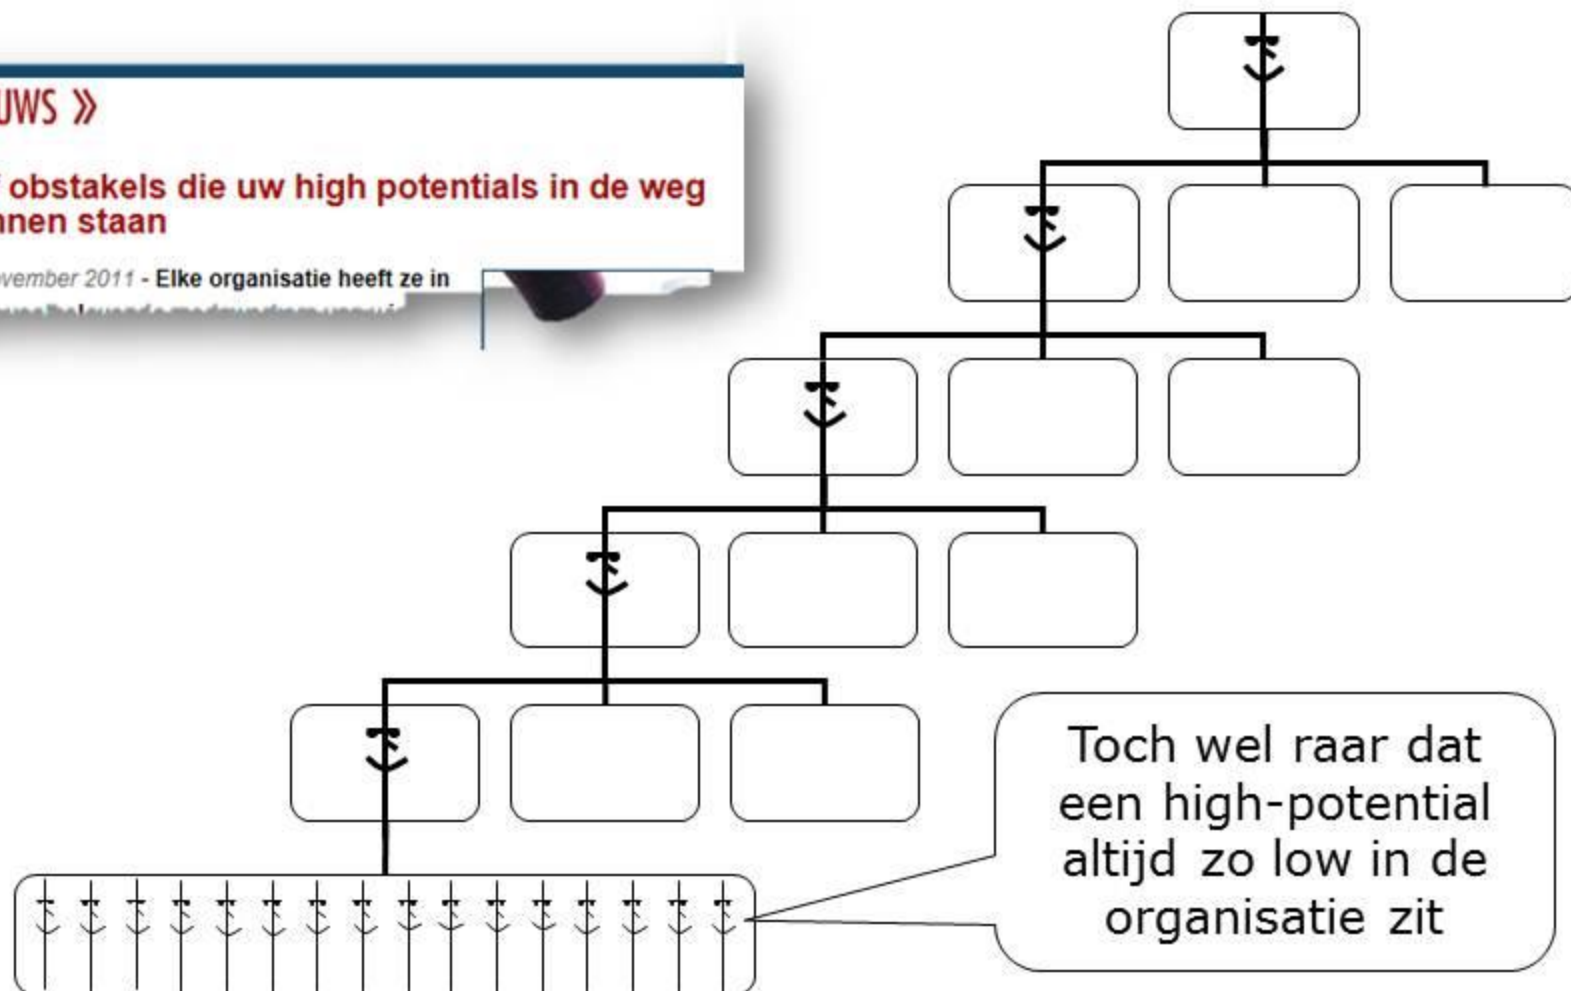 UWS »
obstakels die uw high potentials in de weg
nnen staan
vember 2011 - Elke organisatie heeft ze in
Toch wel raar dat
een high-potential
altijd zo low in de
organisatie zit